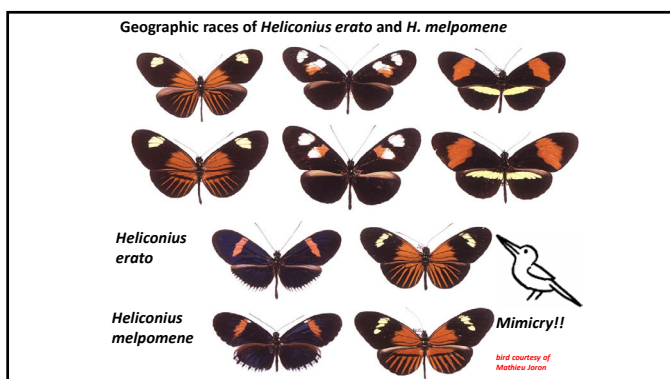 Geographic races of Heliconius erato and H. melpomene
Heliconius
erato
Heliconius
melpomene
Mimicry!!
bird courtesy of
Mathieu Joron